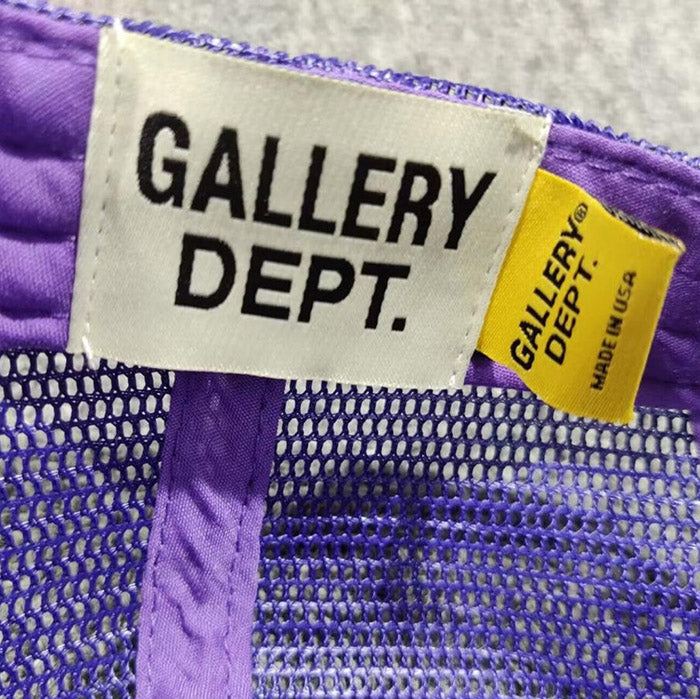 GALLERY
DEPT.
GALLERY®
DEPT.
MADE IN USA